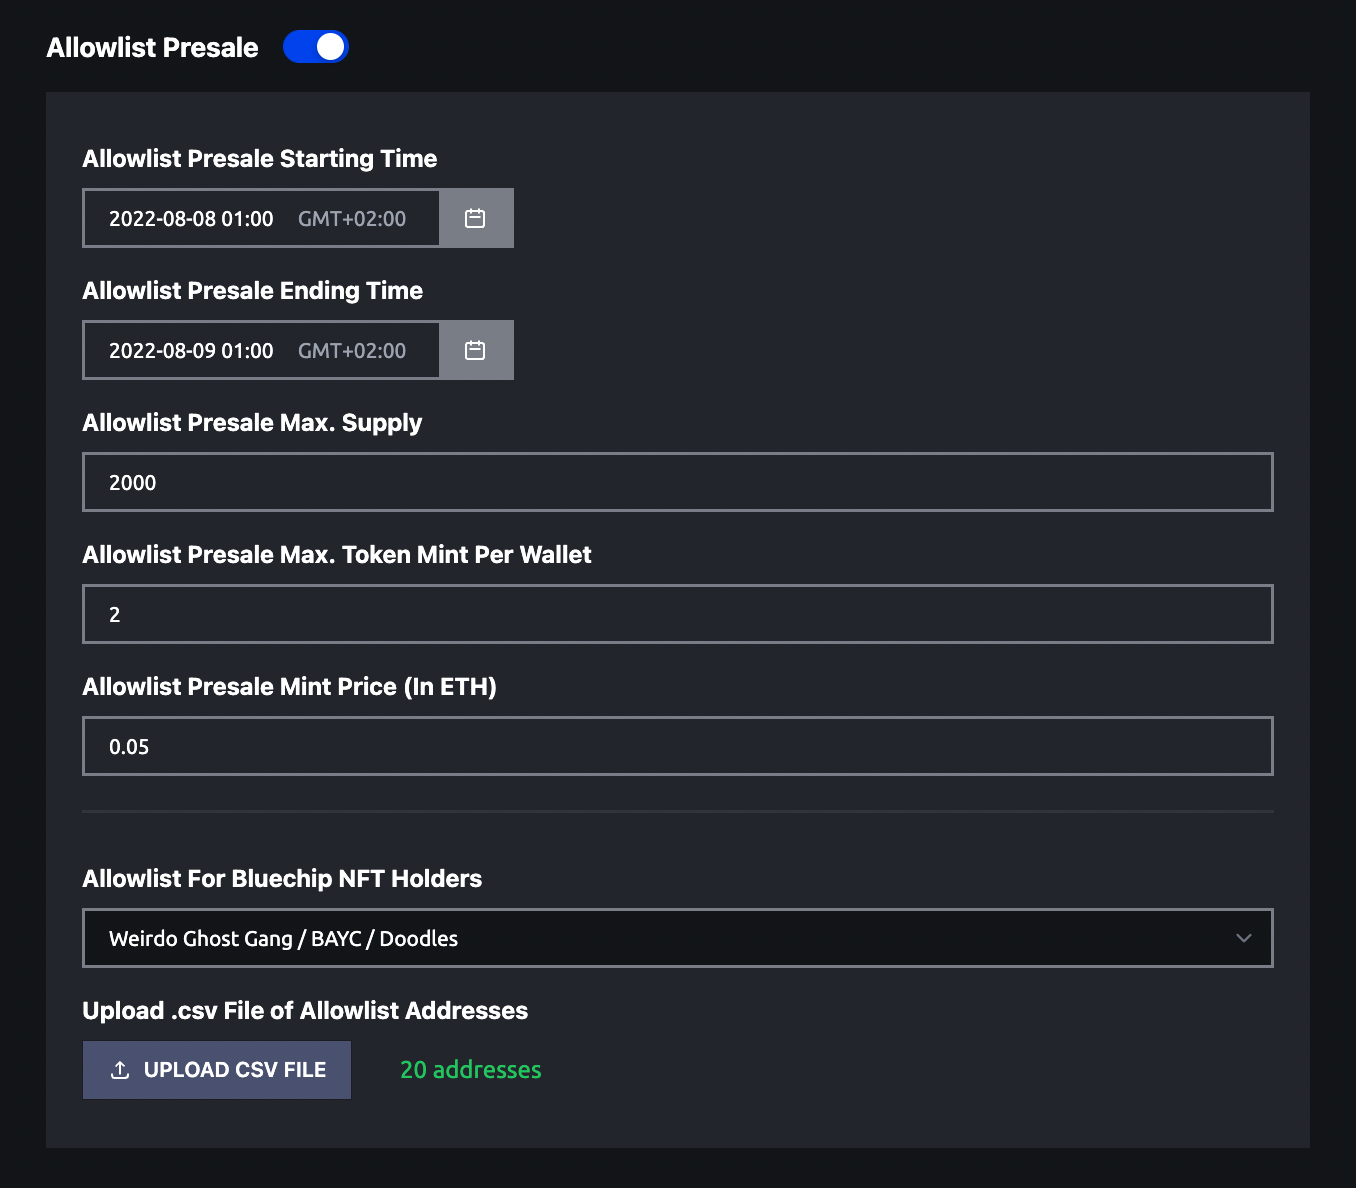 Allowlist Presale
Allowlist Presale Starting Time
2022-08-08 01:00 GMT+02:00
Allowlist Presale Ending Time
2022-08-09 01:00 GMT+02:00
Allowlist Presale Max. Supply
2000
Allowlist Presale Max. Token Mint Per Wallet
2
Allowlist Presale Mint Price (In ETH)
0.05
Allowlist For Bluechip NFT Holders
Weirdo Ghost Gang / BAYC / Doodles
Upload .csv File of Allowlist Addresses
UPLOAD CSV FILE 20 addresses